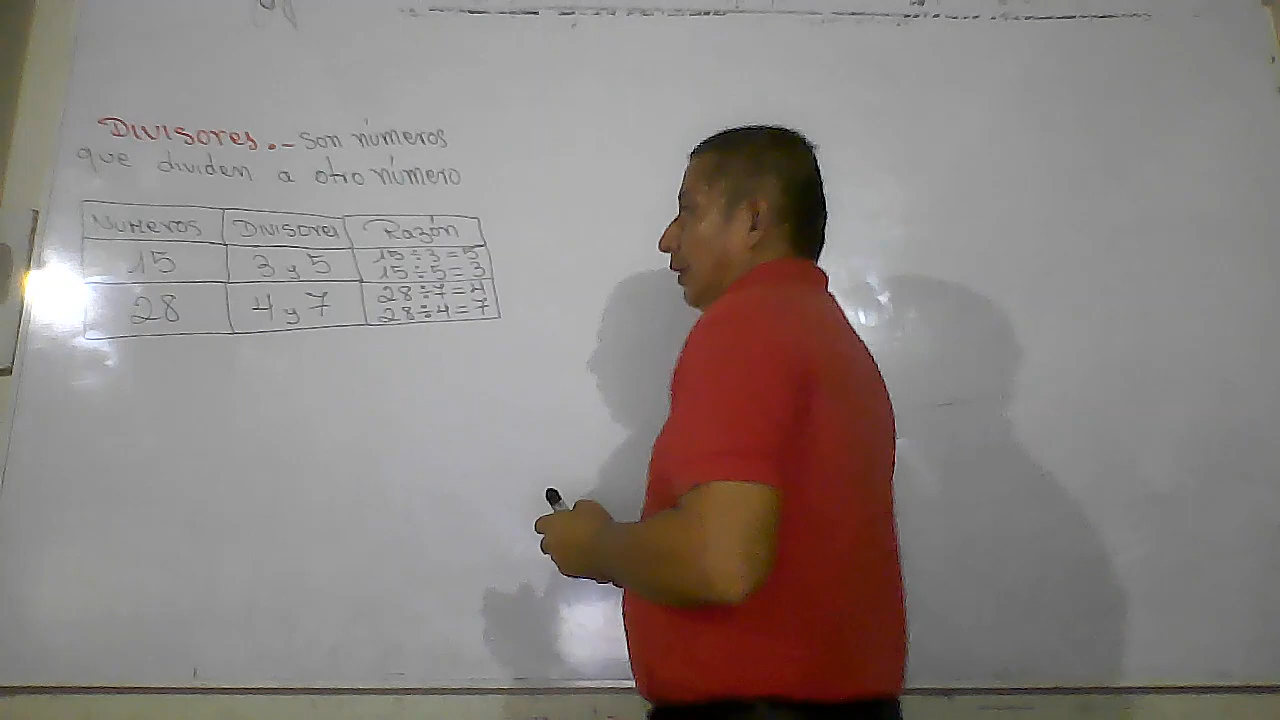 Divisores.- Son números
que dividen a otro número
Números Divisores Razón
15 3 y 5 15÷3=5
15÷5=3
28 4 y 7 28÷7=4
28÷4=7